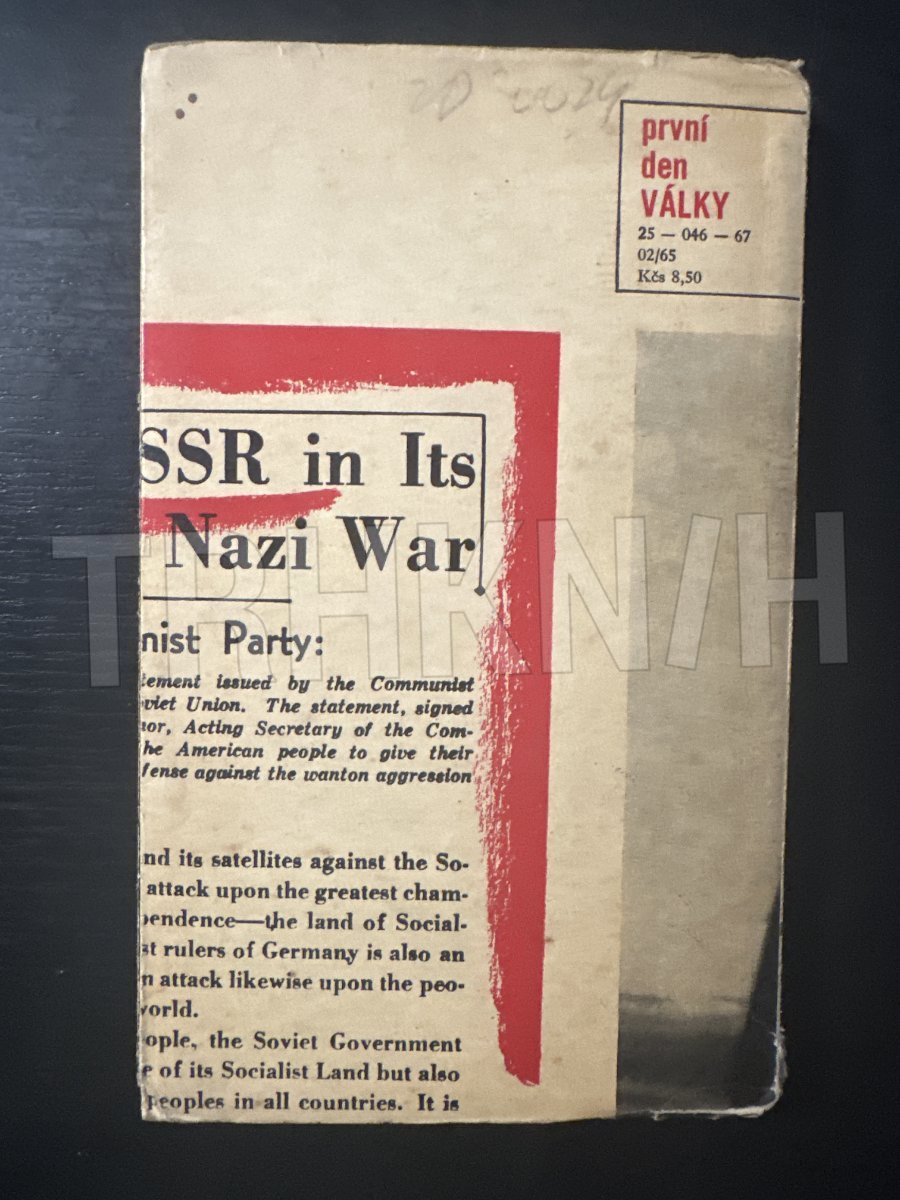 první
den
VÁLKY
25 — 046 — 67
02/65
Kčs 8,50
SSR in Its
Nazi War
nist Party:
tement issued by the Communist
viet Union. The statement, signed
nor, Acting Secretary of the Com-
he American people to give their
fense against the wanton aggression
nd its satellites against the So-
attack upon the greatest cham-
pendence—the land of Social-
st rulers of Germany is also an
n attack likewise upon the peo-
world.
ople, the Soviet Government
e of its Socialist Land but also
peoples in all countries. It is
TRHKN/H